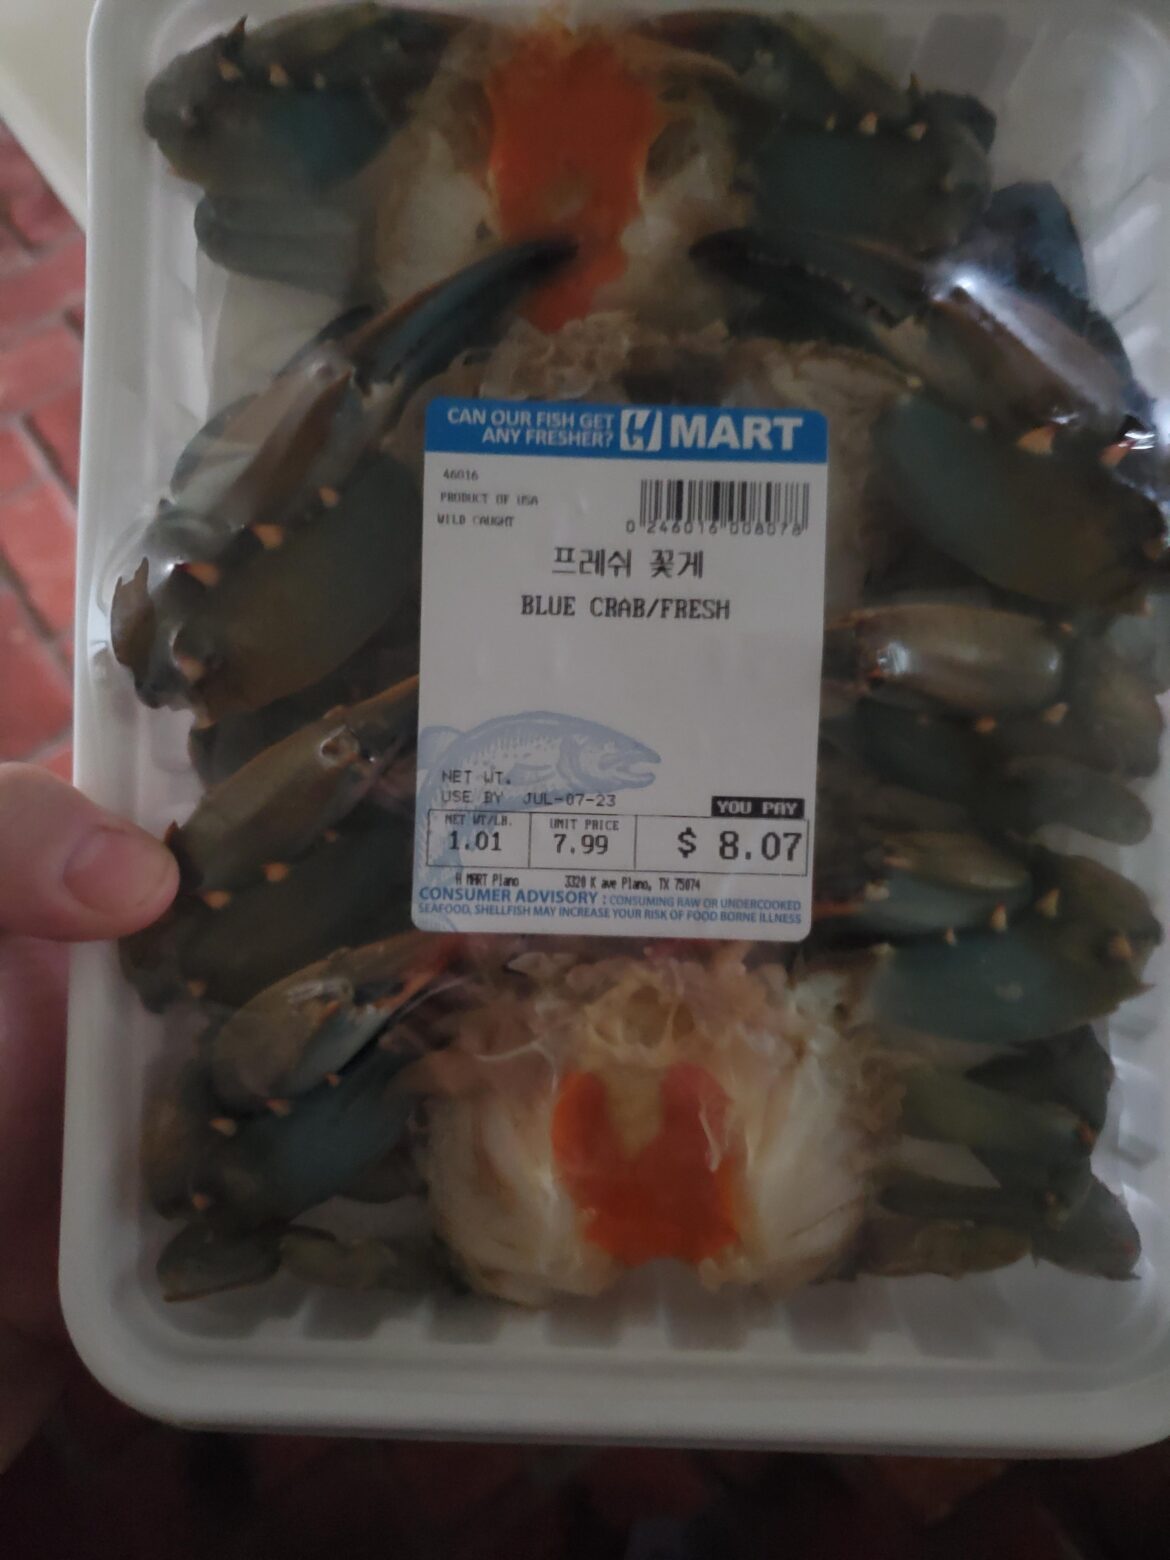 CAN OUR FISH GET
ANY FRESHER?
H MART
46016
PRODUCT OF USA
WILD CAUGHT
0 246016 008078
프레쉬 꽃게
BLUE CRAB/FRESH
NET WT.
USE BY JUL-07-23
YOU PAY
NET WT/LB. UNIT PRICE
1.01 7.99 $ 8.07
H MART Plano 3320 K ave Plano, TX 75074
CONSUMER ADVISORY : CONSUMING RAW OR UNDERCOOKED
SEAFOOD, SHELLFISH MAY INCREASE YOUR RISK OF FOOD BORNE ILLNESS